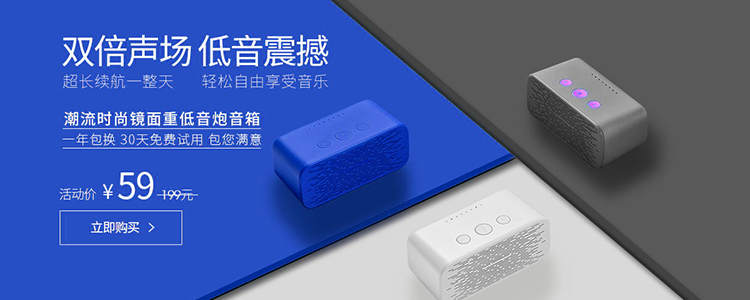 双倍声场 低音震撼
超长续航一整天 轻松自由享受音乐
潮流时尚镜面重低音炮音箱
一年包换 30天免费试用 包您满意
活动价 ¥59 199元
立即购买 >